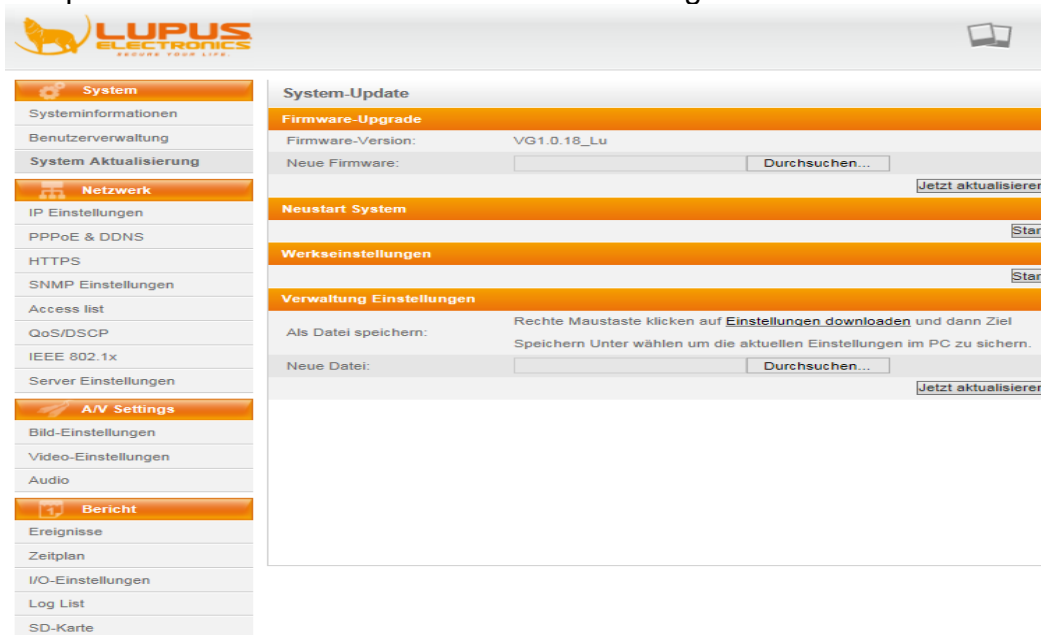 LUPUS
ELECTRONICS
SECURE YOUR LIFE.
System
Systeminformationen
Benutzerverwaltung
System Aktualisierung
Netzwerk
IP Einstellungen
PPPoE & DDNS
HTTPS
SNMP Einstellungen
Access list
QoS/DSCP
IEEE 802.1x
Server Einstellungen
A/V Settings
Bild-Einstellungen
Video-Einstellungen
Audio
Bericht
Ereignisse
Zeitplan
I/O-Einstellungen
Log List
SD-Karte
System-Update
Firmware-Upgrade
Firmware-Version: VG1.0.18_Lu
Neue Firmware: Durchsuchen...
Jetzt aktualisieren
Neustart System
Star
Werkseinstellungen
Star
Verwaltung Einstellungen
Als Datei speichern: Rechte Maustaste klicken auf Einstellungen downloaden und dann Ziel
Speichern Unter wählen um die aktuellen Einstellungen im PC zu sichern.
Neue Datei: Durchsuchen...
Jetzt aktualisieren